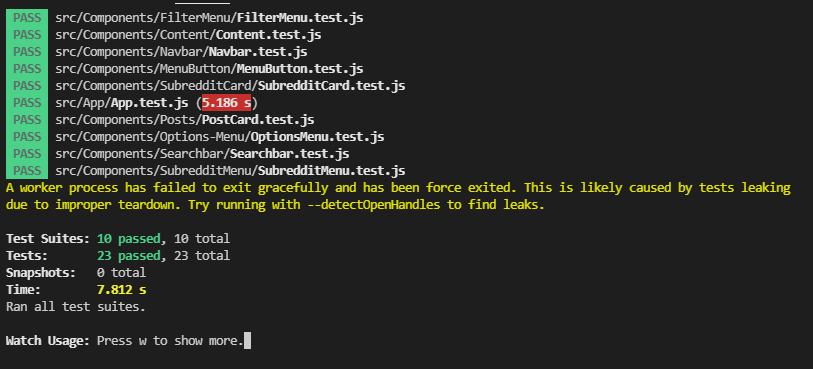 PASS src/Components/FilterMenu/FilterMenu.test.js
PASS src/Components/Content/Content.test.js
PASS src/Components/Navbar/Navbar.test.js
PASS src/Components/MenuButton/MenuButton.test.js
PASS src/Components/SubredditCard/SubredditCard.test.js
PASS src/App/App.test.js (5.186 s)
PASS src/Components/Posts/PostCard.test.js
PASS src/Components/Options-Menu/OptionsMenu.test.js
PASS src/Components/Searchbar/Searchbar.test.js
PASS src/Components/SubredditMenu/SubredditMenu.test.js
A worker process has failed to exit gracefully and has been force exited. This is likely caused by tests leaking
due to improper teardown. Try running with --detectOpenHandles to find leaks.
Test Suites: 10 passed, 10 total
Tests: 23 passed, 23 total
Snapshots: 0 total
Time: 7.812 s
Ran all test suites.
Watch Usage: Press w to show more.